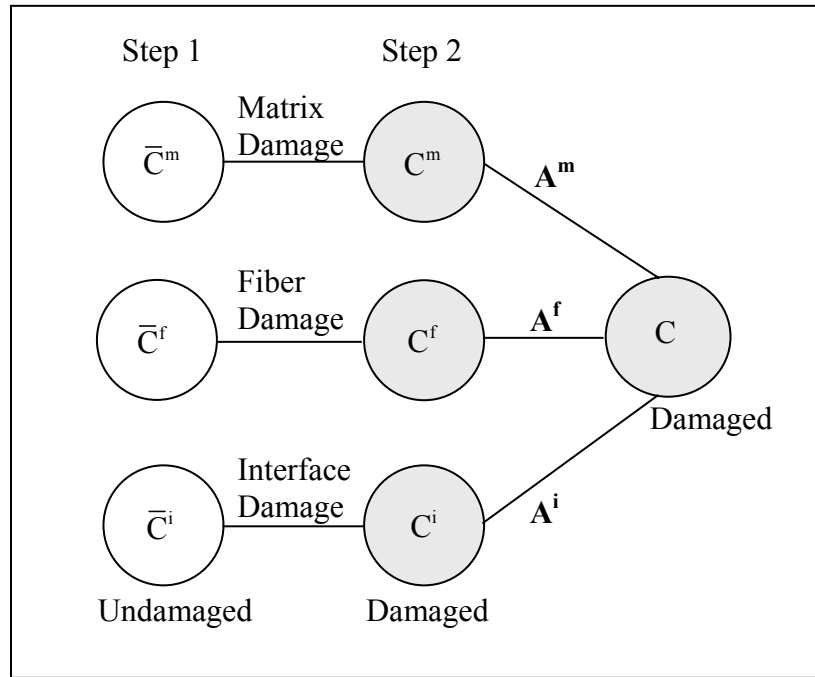 Step 1
Step 2
Matrix
Damage
C̅ᵐ
Cᵐ
Aᵐ
Fiber
Damage
C̅ᶠ
Cᶠ
Aᶠ
C
Damaged
Interface
Damage
C̅ⁱ
Cⁱ
Aⁱ
Undamaged
Damaged